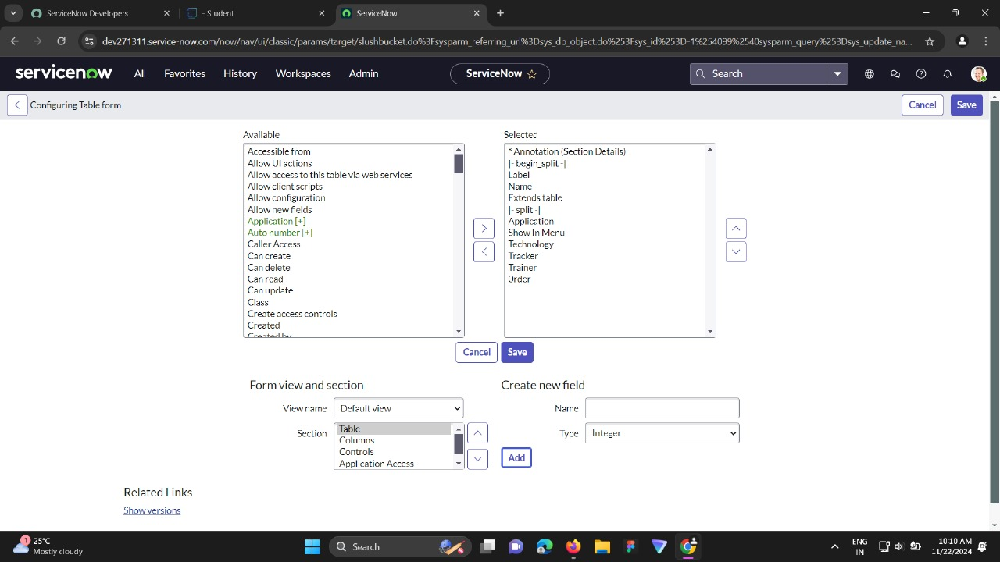 ServiceNow Developers
- Student
ServiceNow
dev271311.service-now.com/now/nav/ui/classic/params/target/slushbucket.do%3Fsysparm_referring_url%3Dsys_db_object.do%253Fsys_id%253D-1%254099%2540sysparm_query%253Dsys_update_na...
servicenow
All
Favorites
History
Workspaces
Admin
ServiceNow
Search
Configuring Table form
Cancel
Save
Available
Selected
Accessible from
Allow UI actions
Allow access to this table via web services
Allow client scripts
Allow configuration
Allow new fields
Application [+]
Auto number [+]
Caller Access
Can create
Can delete
Can read
Can update
Class
Create access controls
Created
Created by
* Annotation (Section Details)
|- begin_split -|
Label
Name
Extends table
|- split -|
Application
Show In Menu
Technology
Tracker
Trainer
Order
Cancel
Save
Form view and section
Create new field
View name
Default view
Name
Section
Table
Columns
Controls
Application Access
Type
Integer
Add
Related Links
Show versions
1
25°C
Mostly cloudy
Search
ENG
IN
10:10 AM
11/22/2024